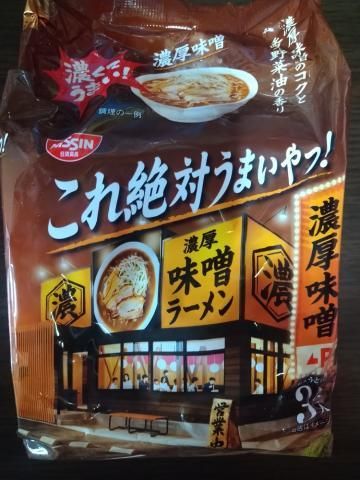 濃くて
うまい！
濃厚味噌
調理の一例
濃厚味噌のコクと
香味野菜油の香り
NISSIN
日清食品
これ絶対うまいやつ！
濃厚
味噌
ラーメン
濃
濃
濃厚味噌
営業中
3